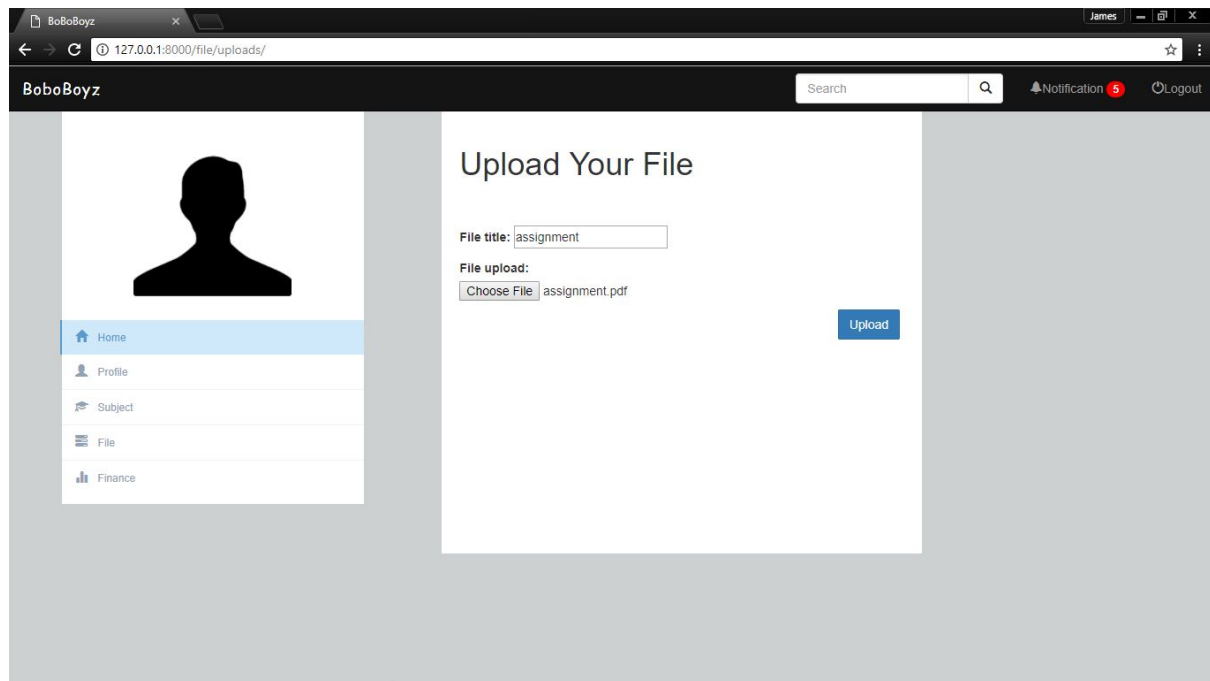 BoBoBoyz
James
127.0.0.1:8000/file/uploads/
BoboBoyz
Search
Notification 5
Logout
Upload Your File
File title: assignment
File upload:
Choose File assignment.pdf
Upload
Home
Profile
Subject
File
Finance